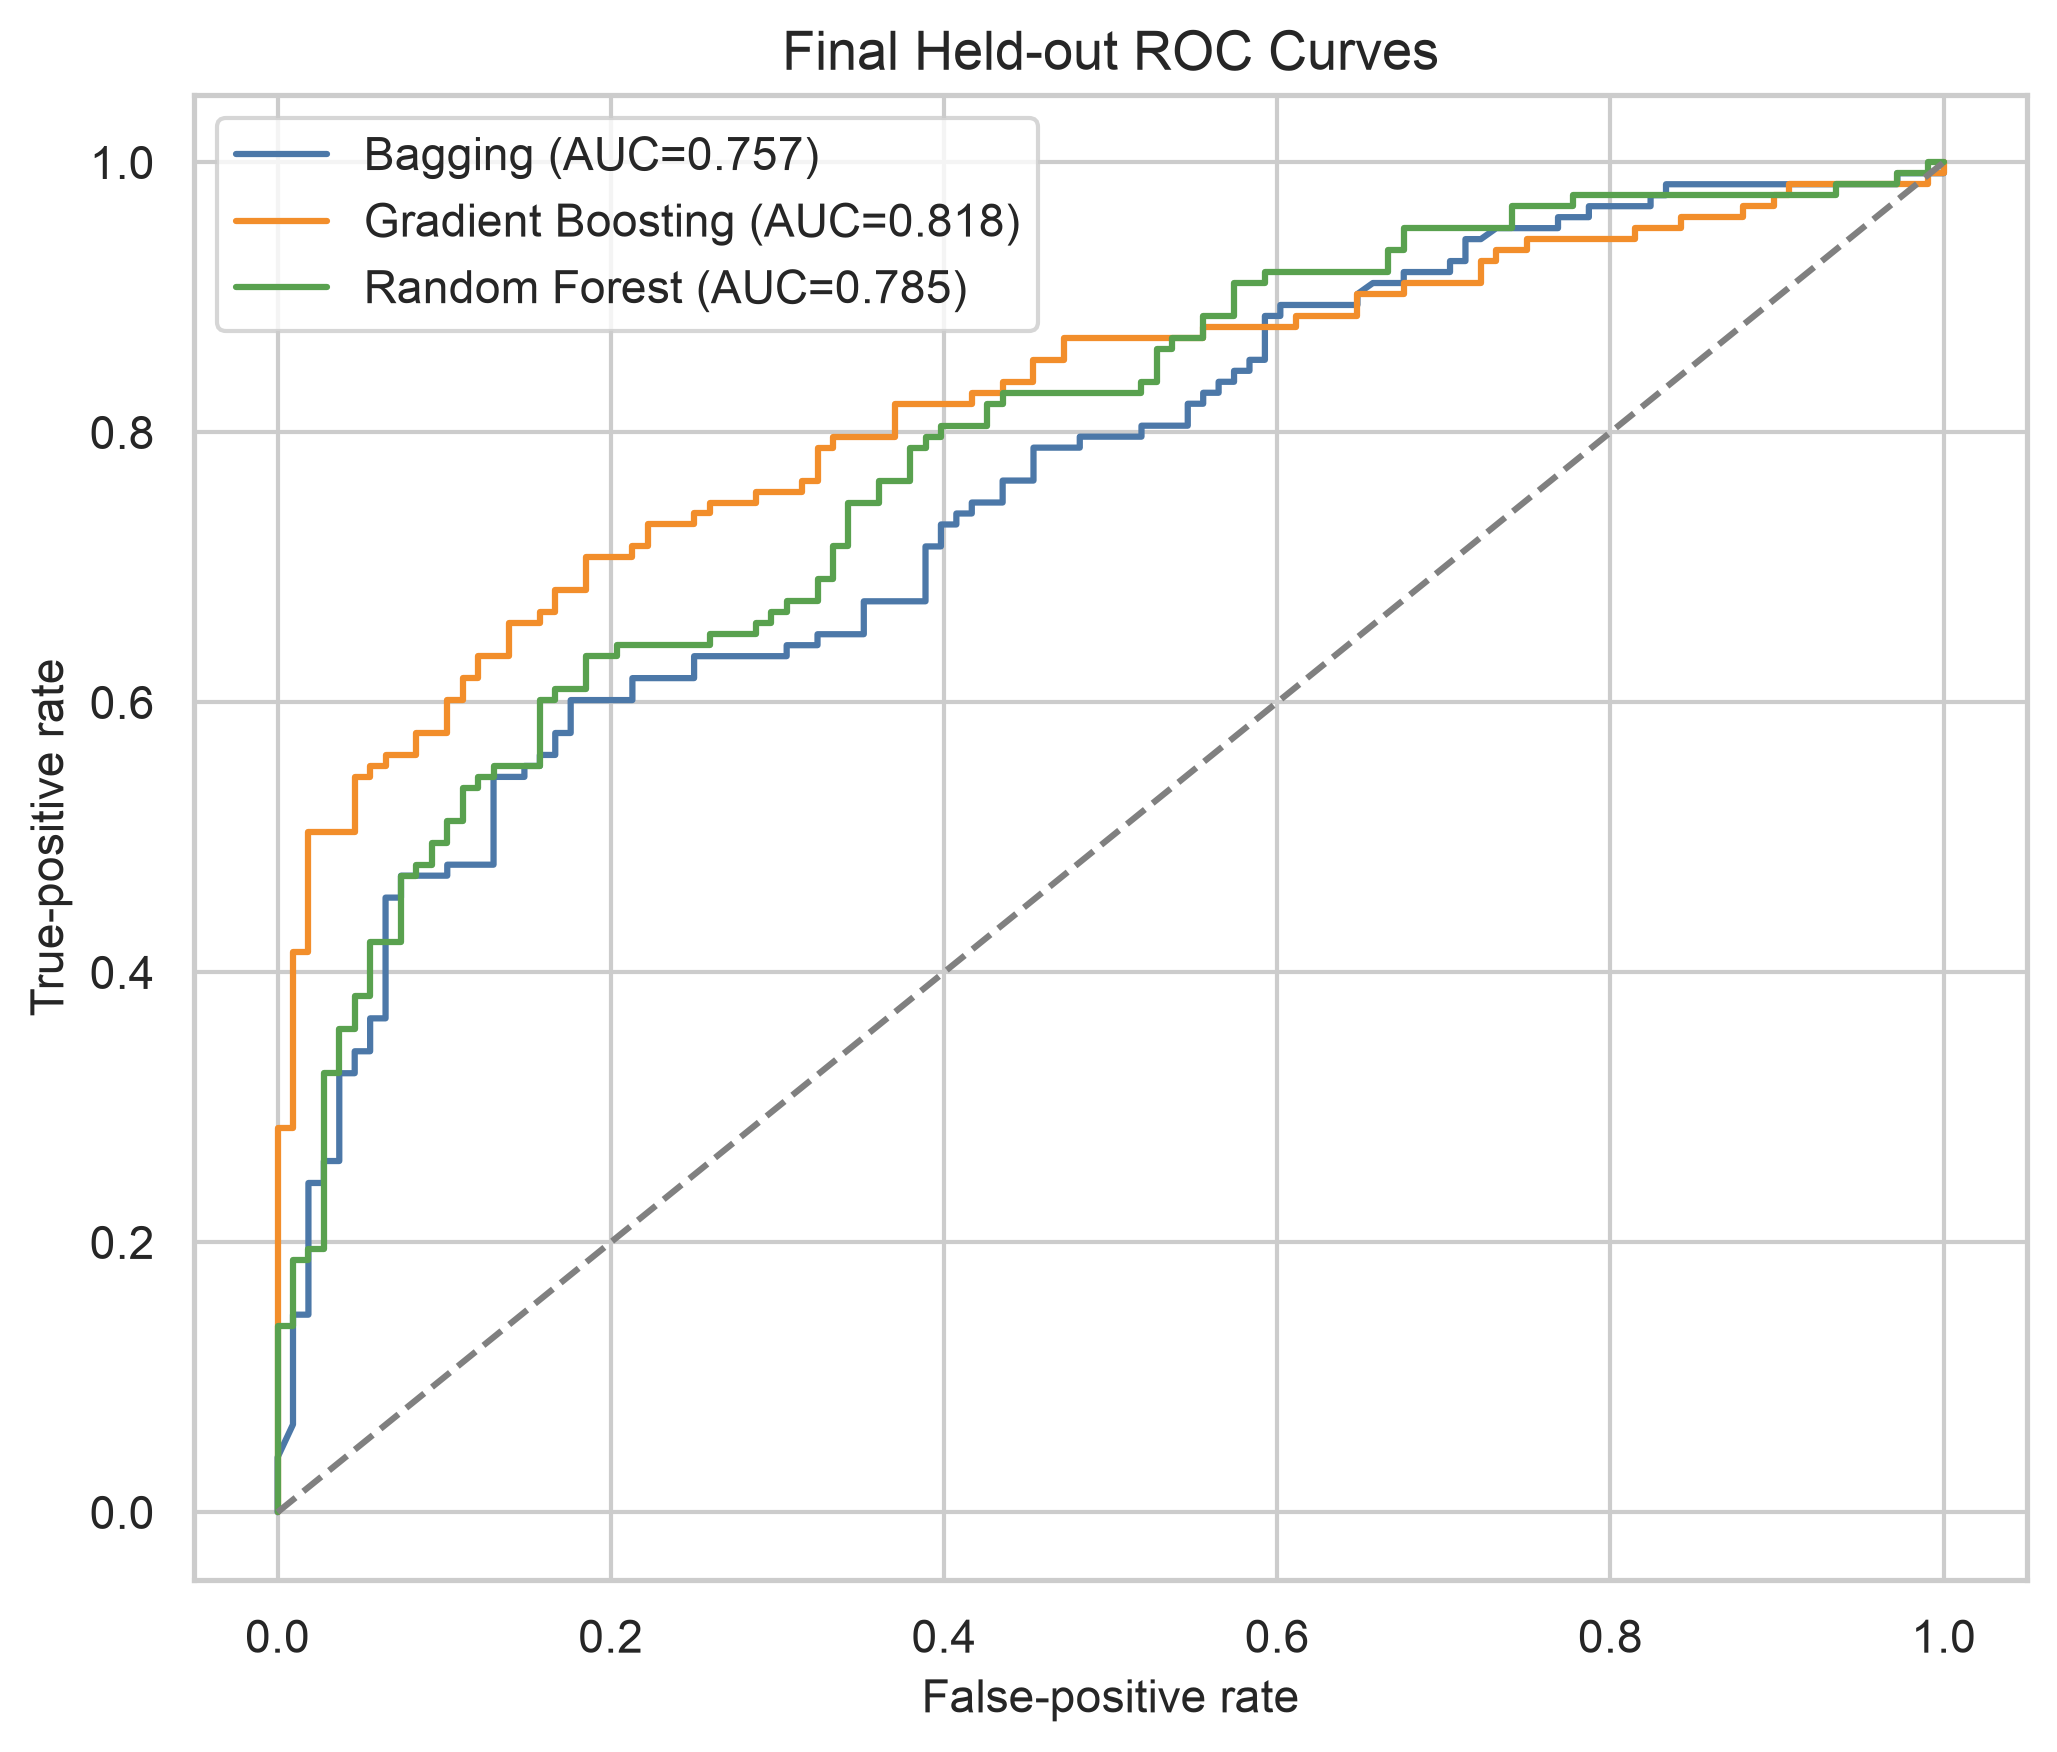 Final Held-out ROC Curves
Bagging (AUC=0.757)
Gradient Boosting (AUC=0.818)
Random Forest (AUC=0.785)
True-positive rate
1.0
0.8
0.6
0.4
0.2
0.0
0.0 0.2 0.4 0.6 0.8 1.0
False-positive rate